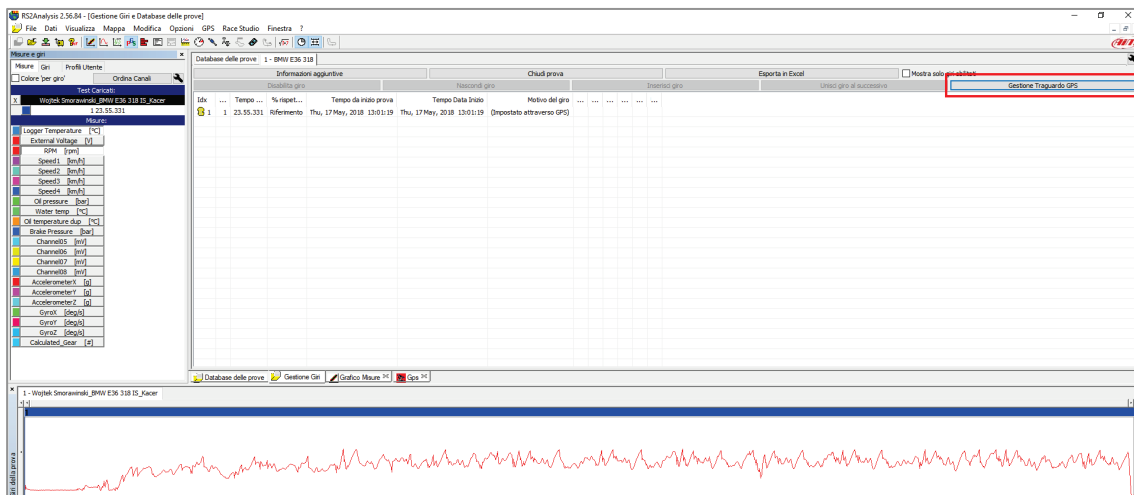 RS2Analysis 2.56.84 - [Gestione Giri e Database delle prove]
File Dati Visualizza Mappa Modifica Opzioni GPS Race Studio Finestra ?
Misure e giri
Misure Giri Profili Utente
Colore 'per giro' Ordina Canali
Test Caricati:
X Wojtek Smorawinski_BMW E36 318 IS_Kacer
1 23.55.331
Misure:
Logger Temperature [°C]
External Voltage [V]
RPM [rpm]
Speed1 [km/h]
Speed2 [km/h]
Speed3 [km/h]
Speed4 [km/h]
Oil pressure [bar]
Water temp [°C]
Oil temperature dup [°C]
Brake Pressure [bar]
Channel05 [mV]
Channel06 [mV]
Channel07 [mV]
Channel08 [mV]
AccelerometerX [g]
AccelerometerY [g]
AccelerometerZ [g]
GyroX [deg/s]
GyroY [deg/s]
GyroZ [deg/s]
Calculated_Gear [#]
Database delle prove 1 - BMW E36 318
Informazioni aggiuntive Chiudi prova Esporta in Excel Mostra solo giri abilitati
Disabilita giro Nascondi giro Inserisci giro Unisci giro al successivo Gestione Traguardo GPS
Idx ... Tempo ... % rispet... Tempo da inizio prova Tempo Data Inizio Motivo del giro ... ... ... ... ... ...
1 1 23.55.331 Riferimento Thu, 17 May, 2018 13:01:19 Thu, 17 May, 2018 13:01:19 (Impostato attraverso GPS)
Database delle prove Gestione Giri Grafico Misure Gps
1 - Wojtek Smorawinski_BMW E36 318 IS_Kacer
Giri della prova